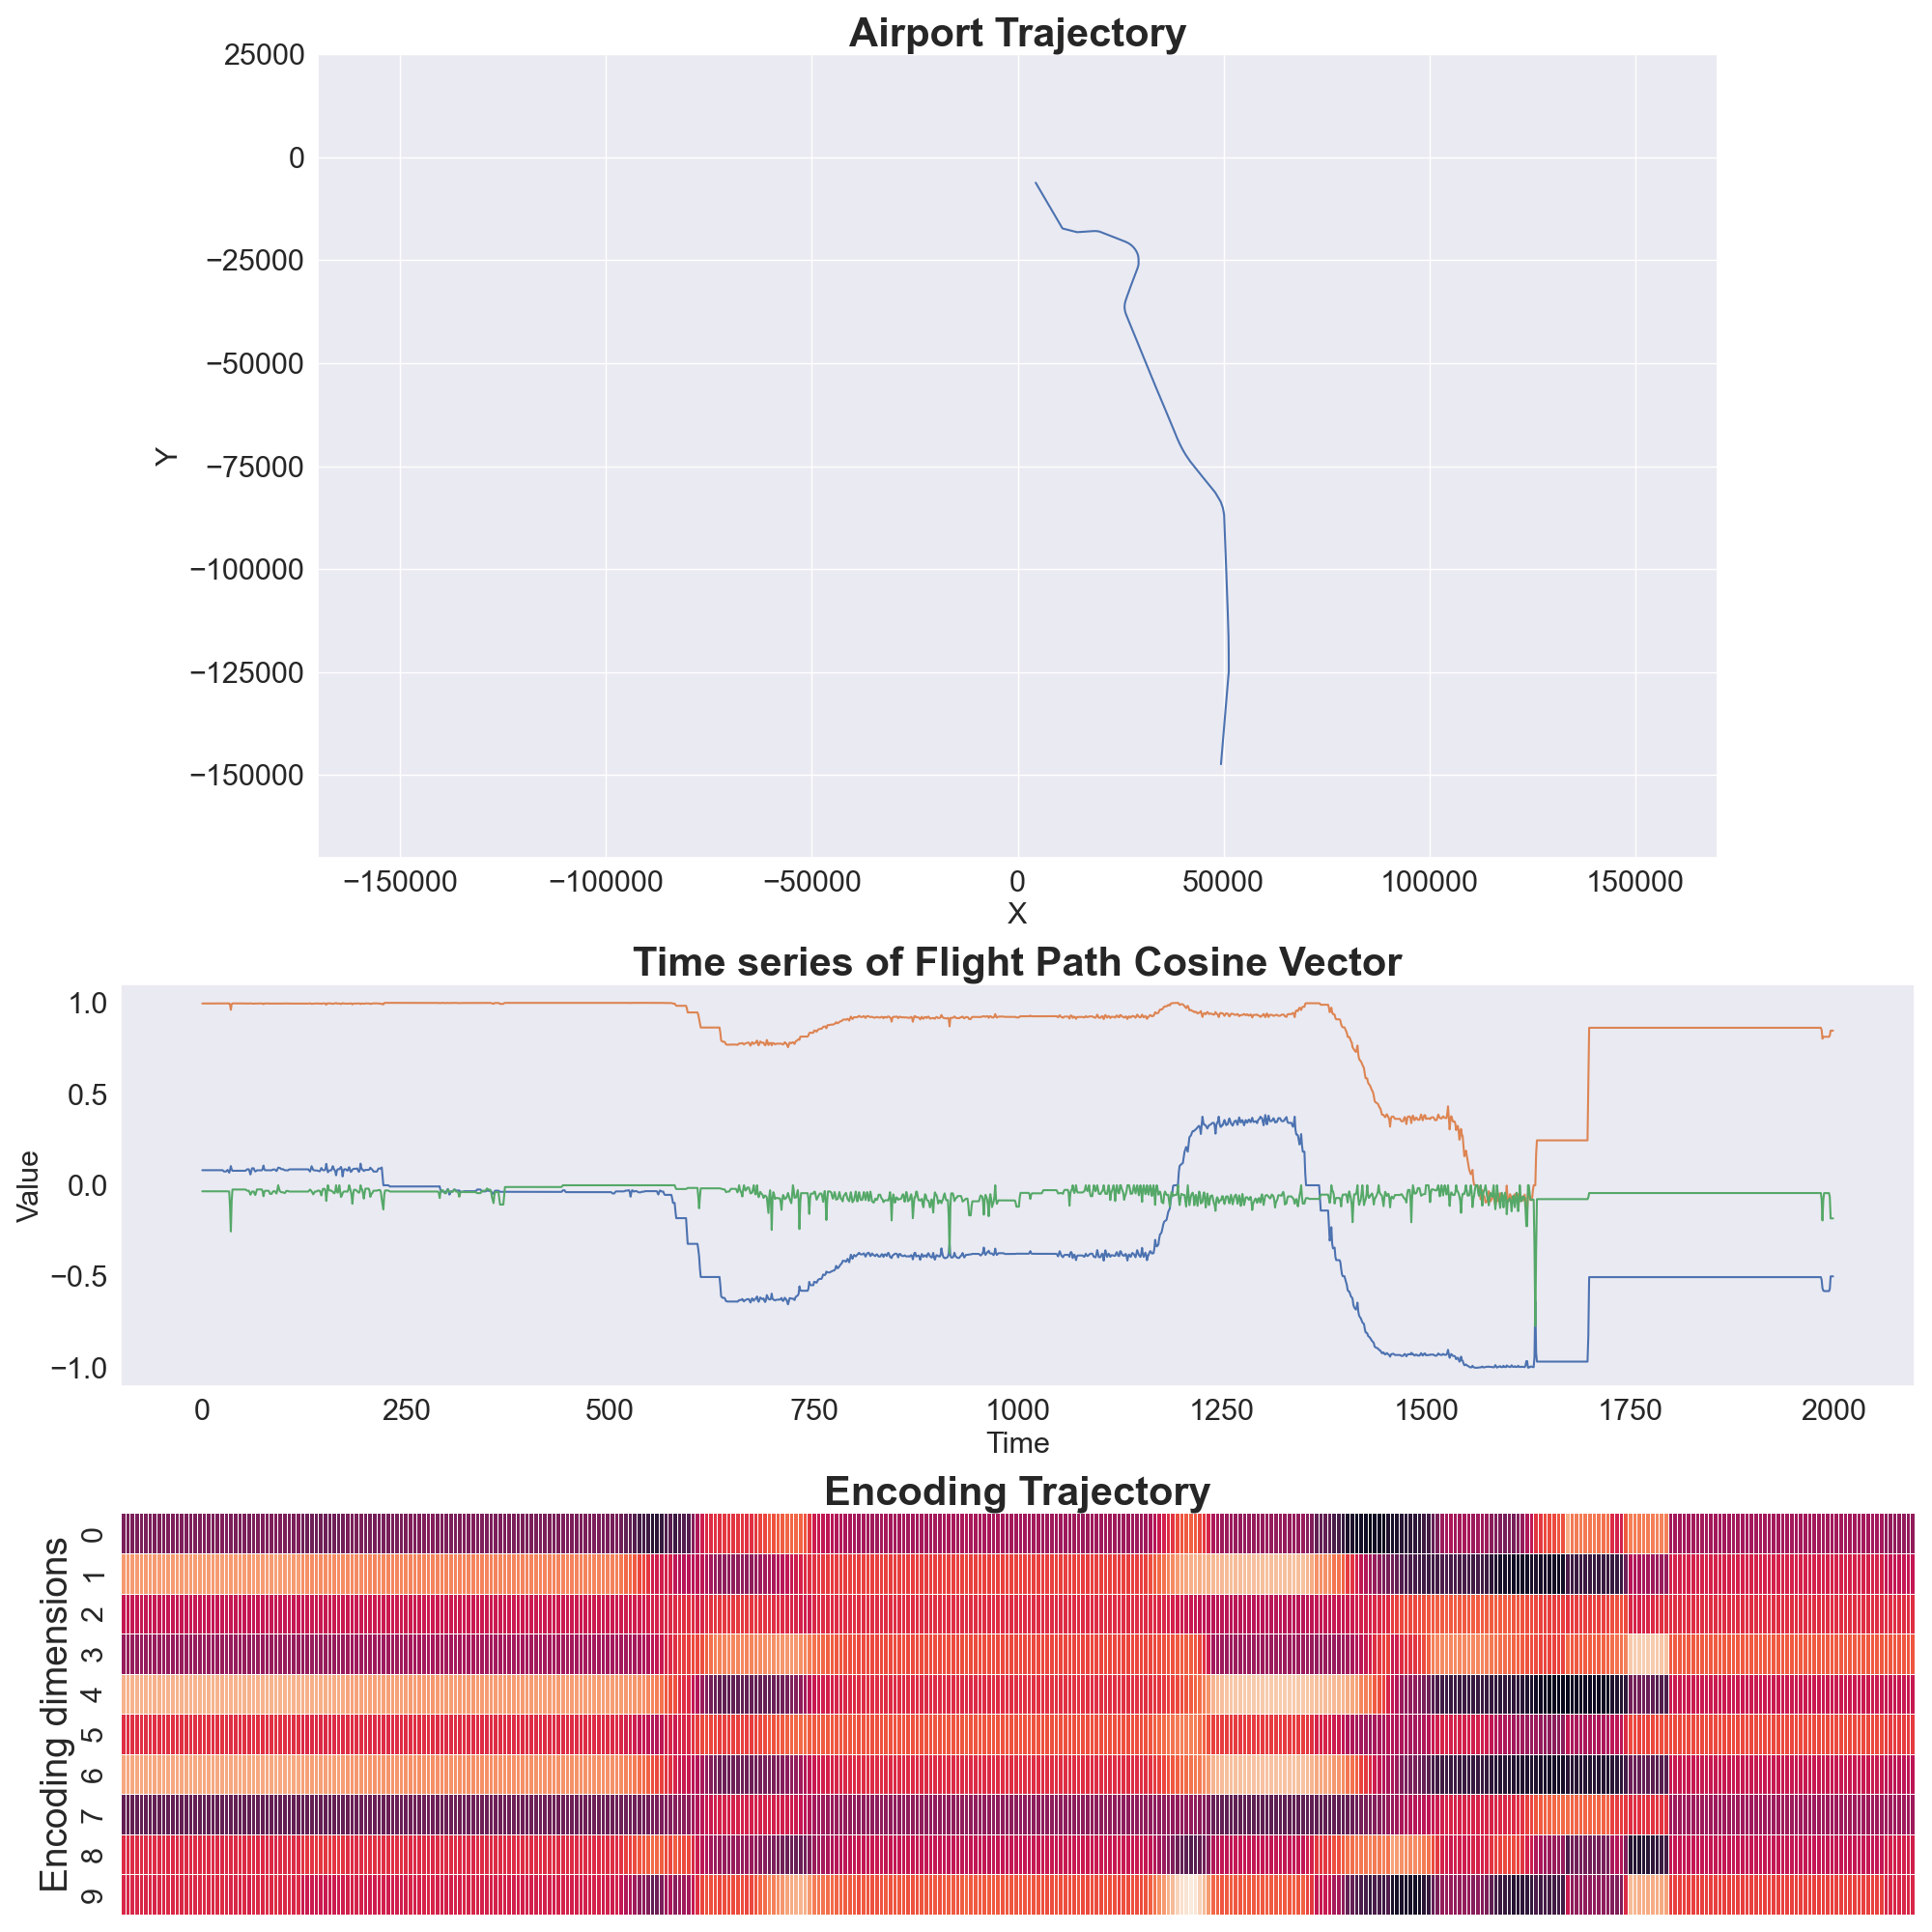 Airport Trajectory
25000
0
−25000
−50000
−75000
−100000
−125000
−150000
Y
−150000 −100000 −50000 0 50000 100000 150000
X
Time series of Flight Path Cosine Vector
1.0
0.5
0.0
−0.5
−1.0
Value
0 250 500 750 1000 1250 1500 1750 2000
Time
Encoding Trajectory
Encoding dimensions
0
1
2
3
4
5
6
7
8
9